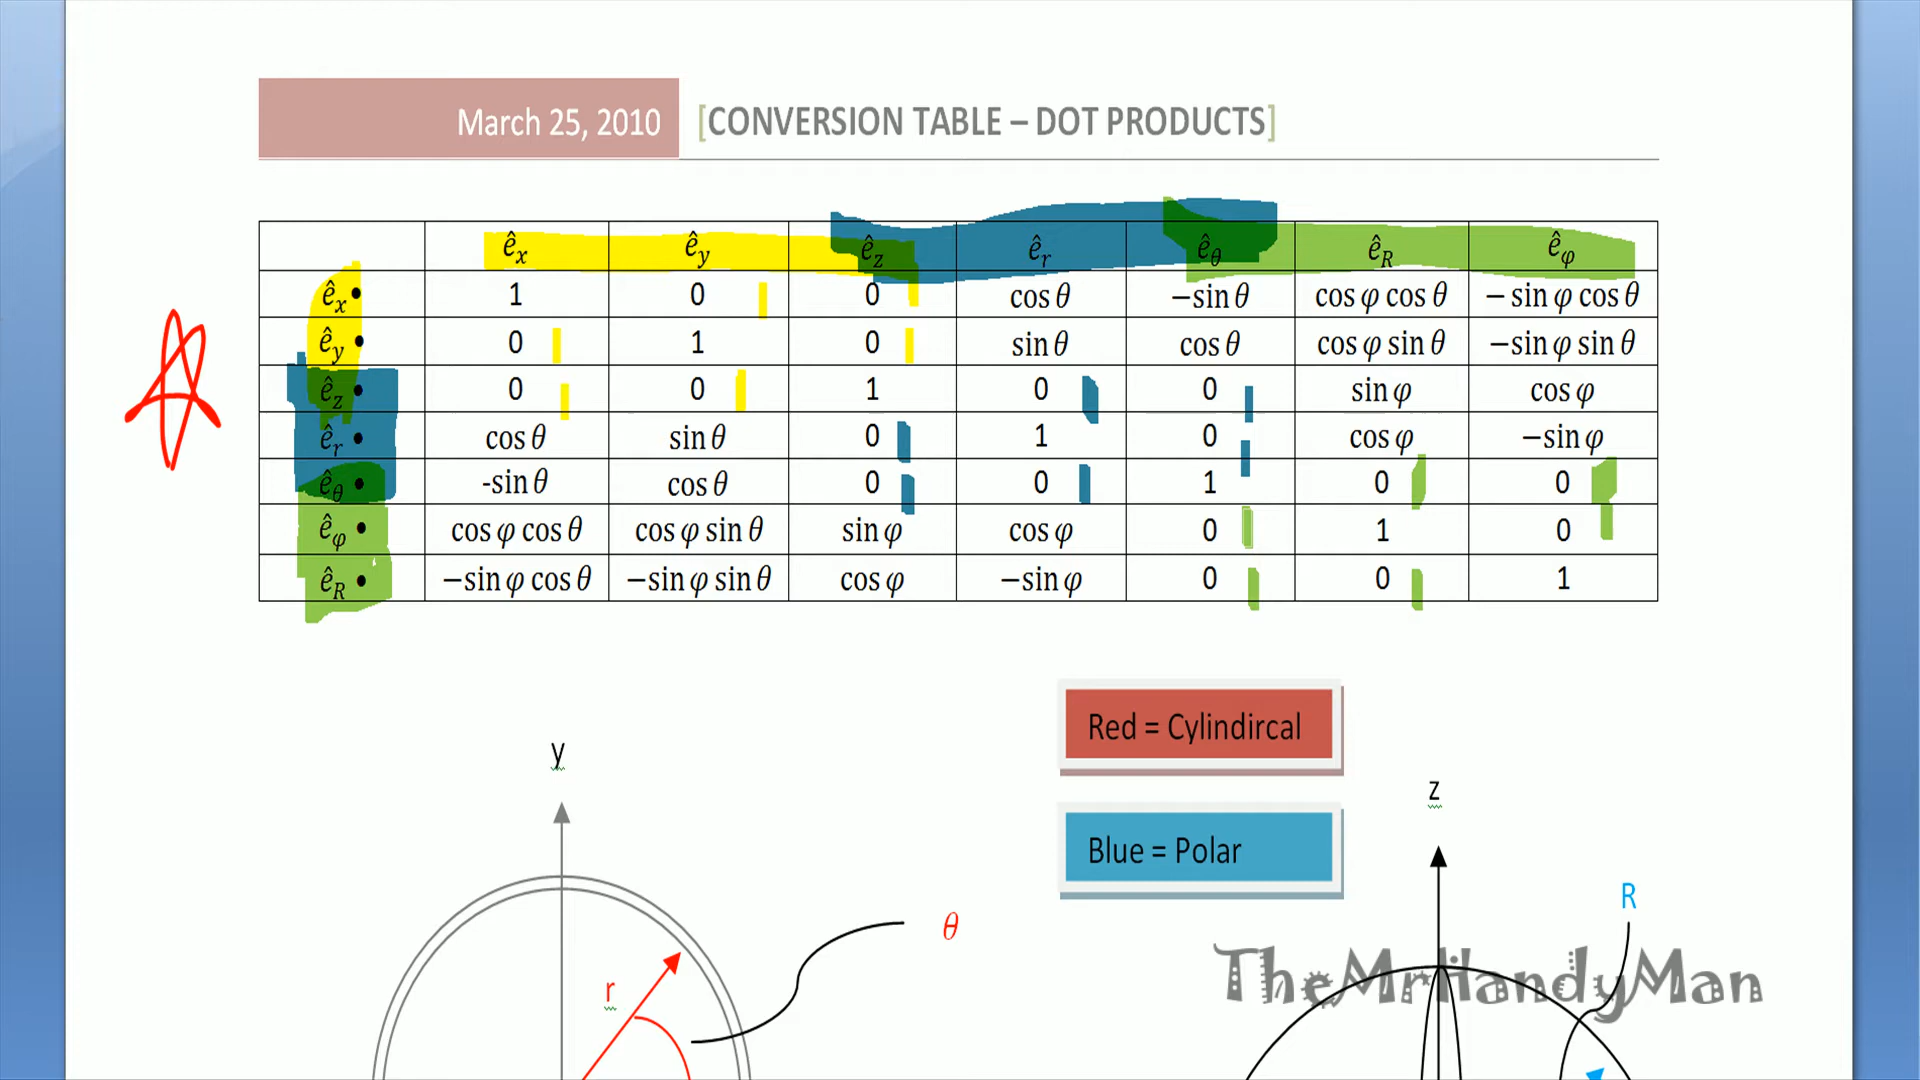 March 25, 2010 [CONVERSION TABLE – DOT PRODUCTS]
ê_x ê_y ê_z ê_r ê_θ ê_R ê_φ
ê_x• 1 0 0 cos θ −sin θ cos φ cos θ − sin φ cos θ
ê_y• 0 1 0 sin θ cos θ cos φ sin θ −sin φ sin θ
ê_z• 0 0 1 0 0 sin φ cos φ
ê_r• cos θ sin θ 0 1 0 cos φ −sin φ
ê_θ• -sin θ cos θ 0 0 1 0 0
ê_φ• cos φ cos θ cos φ sin θ sin φ cos φ 0 1 0
ê_R• −sin φ cos θ −sin φ sin θ cos φ −sin φ 0 0 1
Red = Cylindircal
y
z
Blue = Polar
R
θ
r
TheMrHandyMan